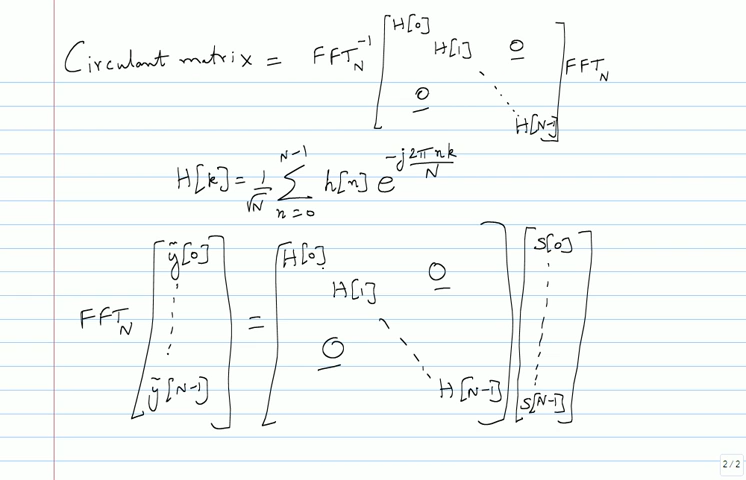 Circulant matrix = FFT_N^{-1} [ H[0] H[1] 0 0 ⋱ H[N-1] ] FFT_N
H[k] = 1/√N ∑_{n=0}^{N-1} h[n] e^{-j2πnk/N}
FFT_N [ ỹ[0] ⋮ ỹ[N-1] ] = [ H[0] H[1] 0 0 ⋱ H[N-1] ] [ s[0] ⋮ s[N-1] ]
2/2